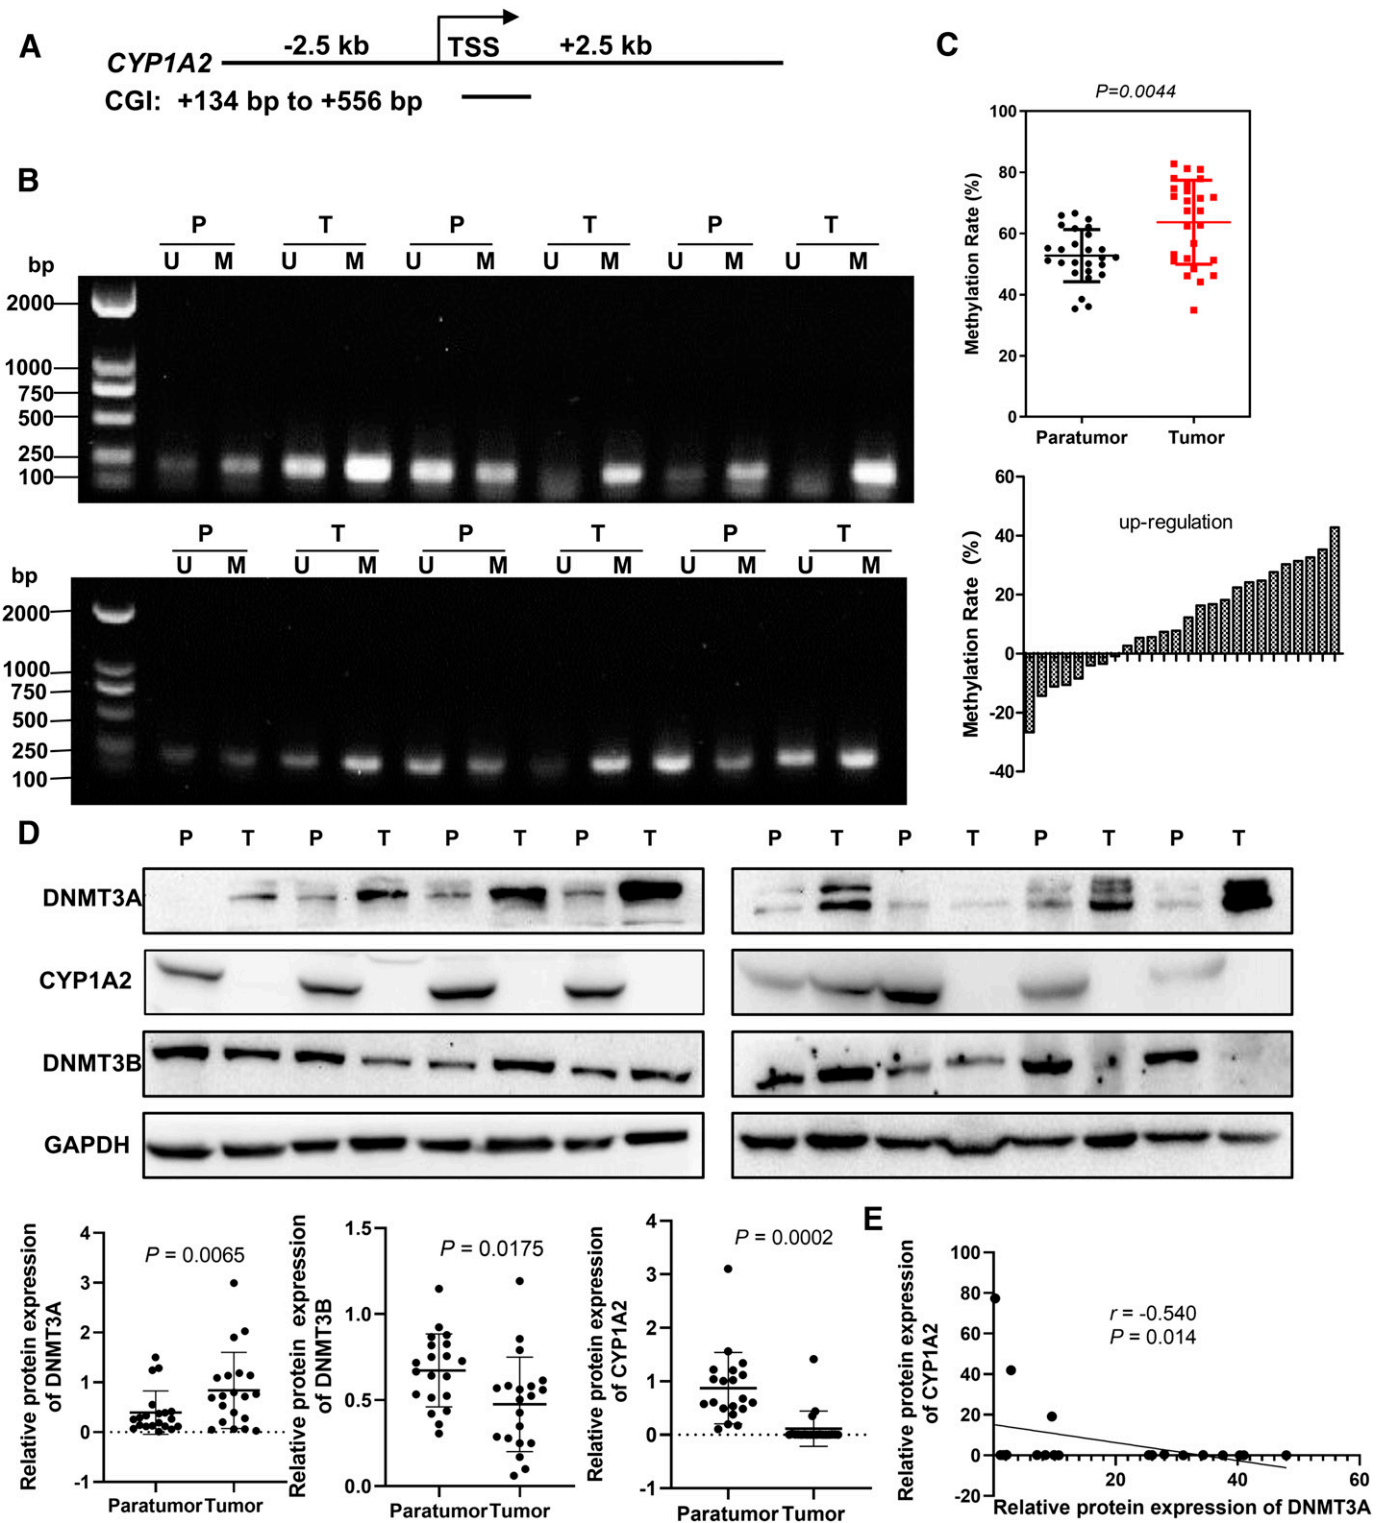 A
-2.5 kb TSS +2.5 kb
CYP1A2
CGI: +134 bp to +556 bp
B
P T P T P T
bp U M U M U M U M U M U M
2000
1000
750
500
250
100
P T P T P T
bp U M U M U M U M U M U M
2000
1000
750
500
250
100
C
P=0.0044
Methylation Rate (%)
100
80
60
40
20
0
Paratumor Tumor
Methylation Rate (%)
up-regulation
60
40
20
0
-20
-40
D
P T P T P T P T P T P T P T P T
DNMT3A
CYP1A2
DNMT3B
GAPDH
Relative protein expression
of DNMT3A
P = 0.0065
4
3
2
1
0
-1
Paratumor Tumor
Relative protein expression
of DNMT3B
P = 0.0175
1.5
1.0
0.5
0.0
Paratumor Tumor
Relative protein expression
of CYP1A2
P = 0.0002
4
3
2
1
0
-1
Paratumor Tumor
E
Relative protein expression
of CYP1A2
r = -0.540
P = 0.014
100
80
60
40
20
0
-20
20 40 60
Relative protein expression of DNMT3A